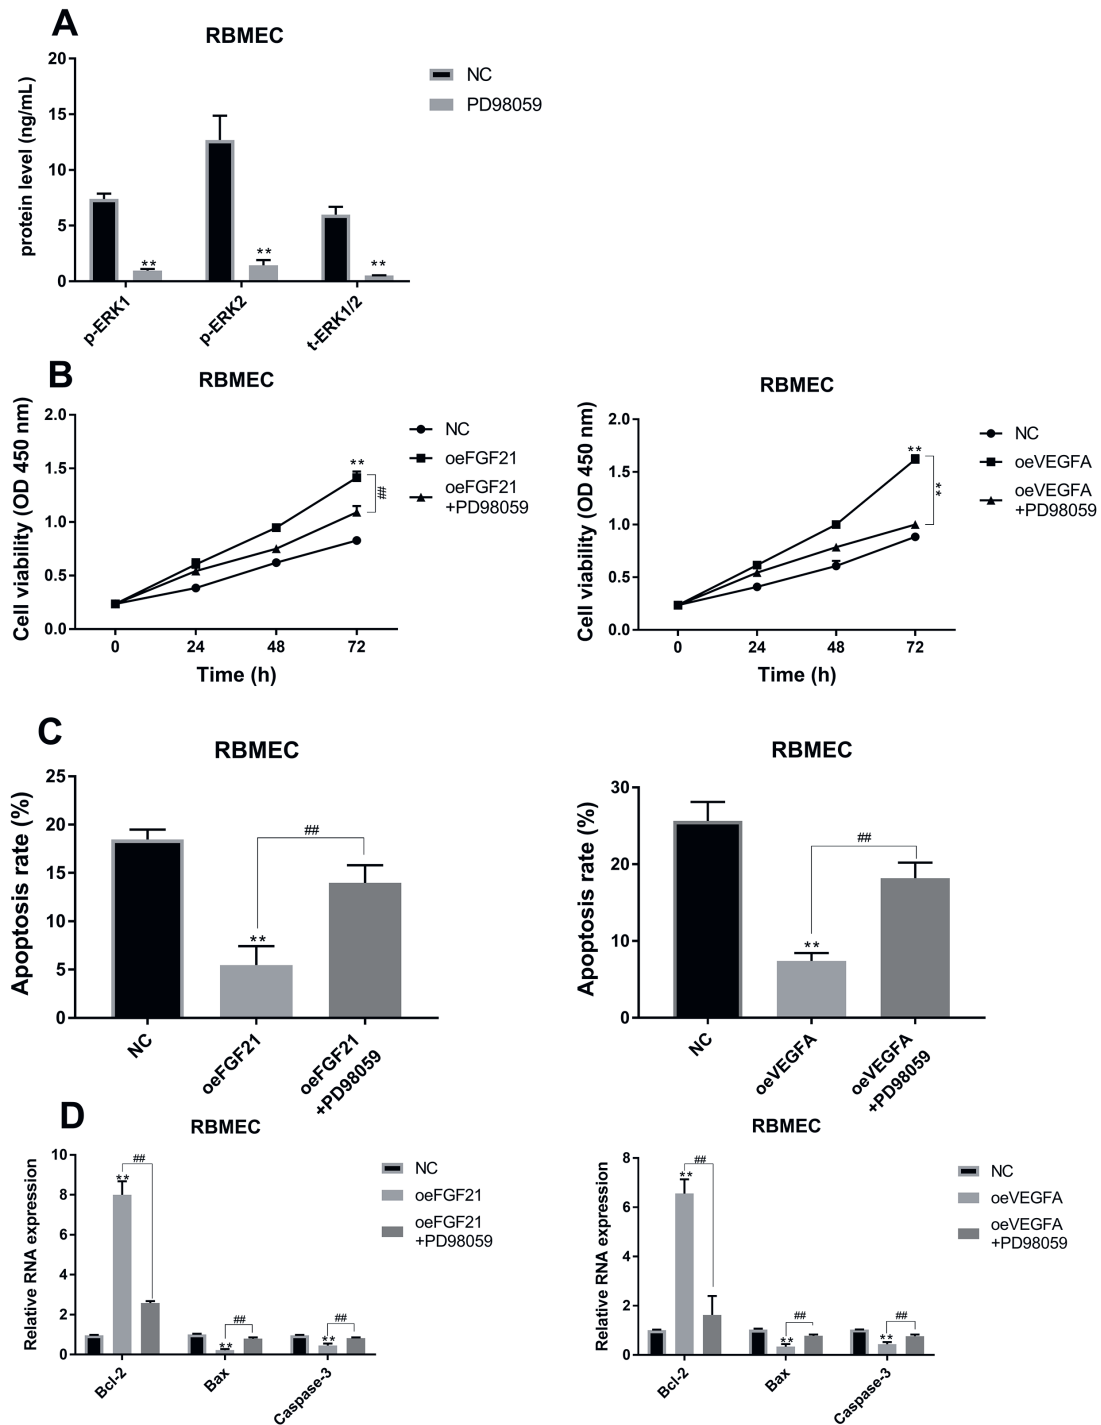 A
RBMEC
protein level (ng/mL)
20
15
10
5
0
**
**
**
p-ERK1
p-ERK2
t-ERK1/2
NC
PD98059
B
RBMEC
Cell viability (OD 450 nm)
2.0
1.5
1.0
0.5
0.0
**
##
0
24
48
72
Time (h)
NC
oeFGF21
oeFGF21
+PD98059
RBMEC
Cell viability (OD 450 nm)
2.0
1.5
1.0
0.5
0.0
**
**
0
24
48
72
Time (h)
NC
oeVEGFA
oeVEGFA
+PD98059
C
RBMEC
Apoptosis rate (%)
25
20
15
10
5
0
##
**
NC
oeFGF21
oeFGF21
+PD98059
RBMEC
Apoptosis rate (%)
30
20
10
0
##
**
NC
oeVEGFA
oeVEGFA
+PD98059
D
RBMEC
Relative RNA expression
10
8
6
4
2
0
##
**
##
**
##
**
Bcl-2
Bax
Caspase-3
NC
oeFGF21
oeFGF21
+PD98059
RBMEC
Relative RNA expression
8
6
4
2
0
##
**
##
**
##
**
Bcl-2
Bax
Caspase-3
NC
oeVEGFA
oeVEGFA
+PD98059